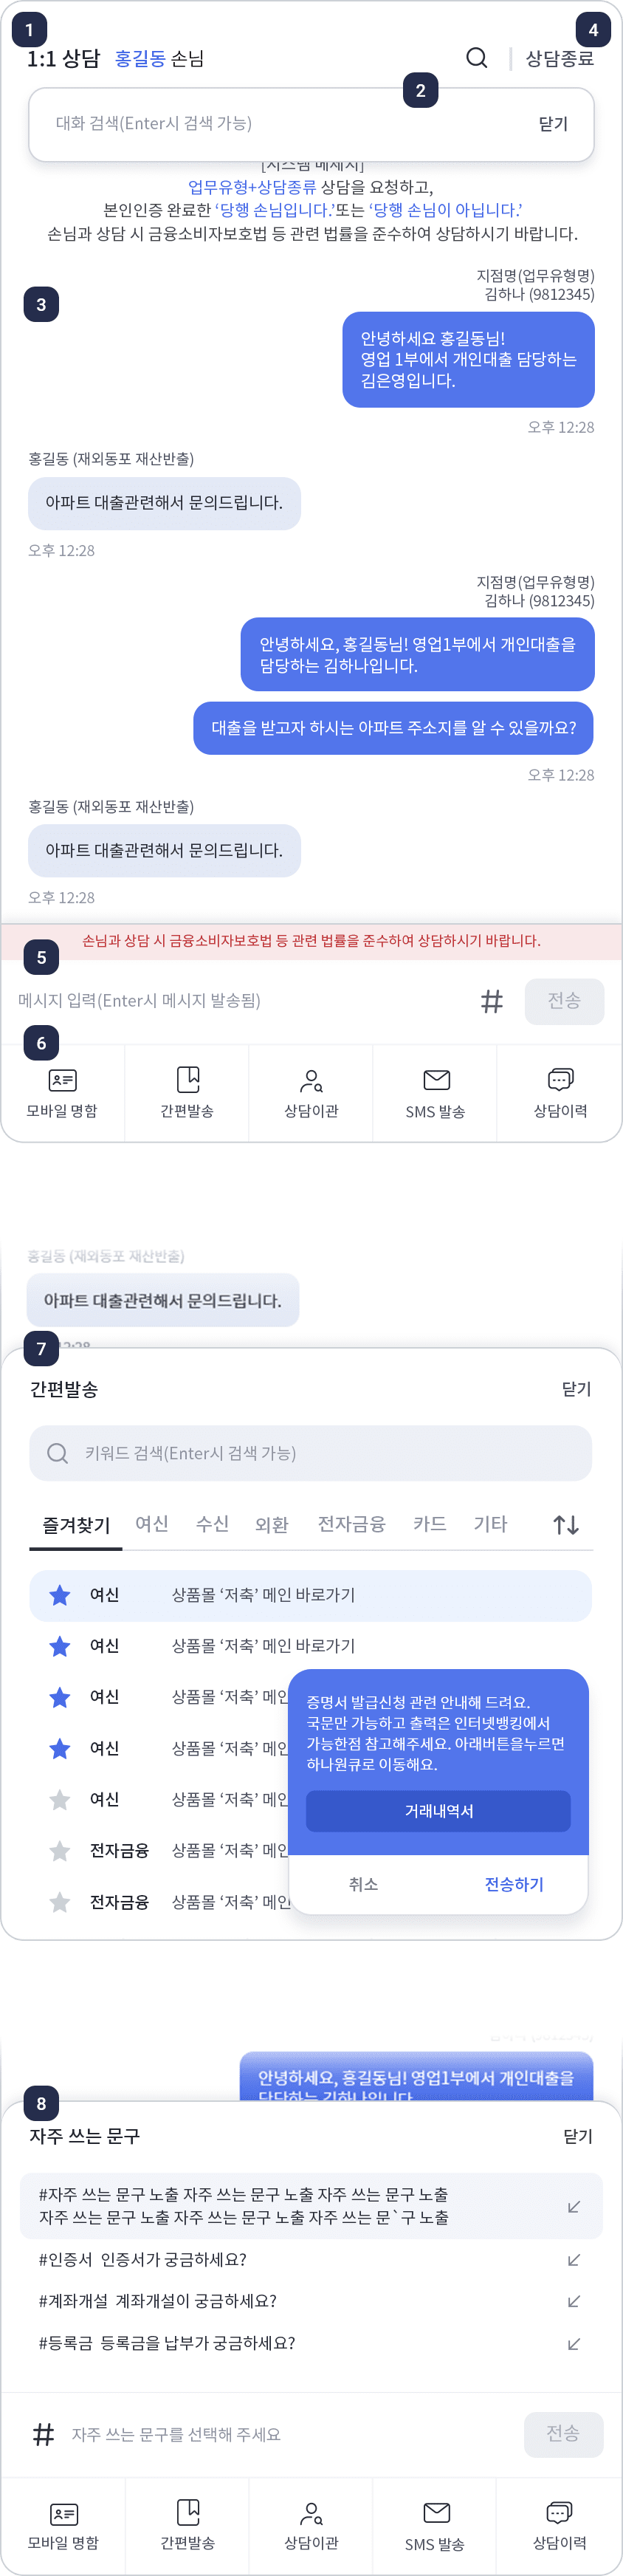 1
4
1:1 상담 홍길동 손님
상담종료
2
대화 검색(Enter시 검색 가능)
닫기
[시스템 메세지]
업무유형+상담종류 상담을 요청하고,
본인인증 완료한 ‘당행 손님입니다.’또는 ‘당행 손님이 아닙니다.’
손님과 상담 시 금융소비자보호법 등 관련 법률을 준수하여 상담하시기 바랍니다.
지점명(업무유형명)
김하나 (9812345)
3
안녕하세요 홍길동님!
영업 1부에서 개인대출 담당하는
김은영입니다.
오후 12:28
홍길동 (재외동포 재산반출)
아파트 대출관련해서 문의드립니다.
오후 12:28
지점명(업무유형명)
김하나 (9812345)
안녕하세요, 홍길동님! 영업1부에서 개인대출을
담당하는 김하나입니다.
대출을 받고자 하시는 아파트 주소지를 알 수 있을까요?
오후 12:28
홍길동 (재외동포 재산반출)
아파트 대출관련해서 문의드립니다.
오후 12:28
손님과 상담 시 금융소비자보호법 등 관련 법률을 준수하여 상담하시기 바랍니다.
5
메시지 입력(Enter시 메시지 발송됨)
전송
6
모바일 명함
간편발송
상담이관
SMS 발송
상담이력
홍길동 (재외동포 재산반출)
아파트 대출관련해서 문의드립니다.
12:28
7
간편발송
닫기
키워드 검색(Enter시 검색 가능)
즐겨찾기 여신 수신 외환 전자금융 카드 기타
여신 상품몰 ‘저축’ 메인 바로가기
여신 상품몰 ‘저축’ 메인 바로가기
여신 상품몰 ‘저축’ 메인
여신 상품몰 ‘저축’ 메인
여신 상품몰 ‘저축’ 메인
전자금융 상품몰 ‘저축’ 메인
전자금융 상품몰 ‘저축’ 메인
증명서 발급신청 관련 안내해 드려요.
국문만 가능하고 출력은 인터넷뱅킹에서
가능한점 참고해주세요. 아래버튼을누르면
하나원큐로 이동해요.
거래내역서
취소
전송하기
김하나 (9812345)
안녕하세요, 홍길동님! 영업1부에서 개인대출을
담당하는 김하나입니다.
8
자주 쓰는 문구
닫기
#자주 쓰는 문구 노출 자주 쓰는 문구 노출 자주 쓰는 문구 노출
자주 쓰는 문구 노출 자주 쓰는 문구 노출 자주 쓰는 문`구 노출
#인증서 인증서가 궁금하세요?
#계좌개설 계좌개설이 궁금하세요?
#등록금 등록금을 납부가 궁금하세요?
# 자주 쓰는 문구를 선택해 주세요
전송
모바일 명함
간편발송
상담이관
SMS 발송
상담이력